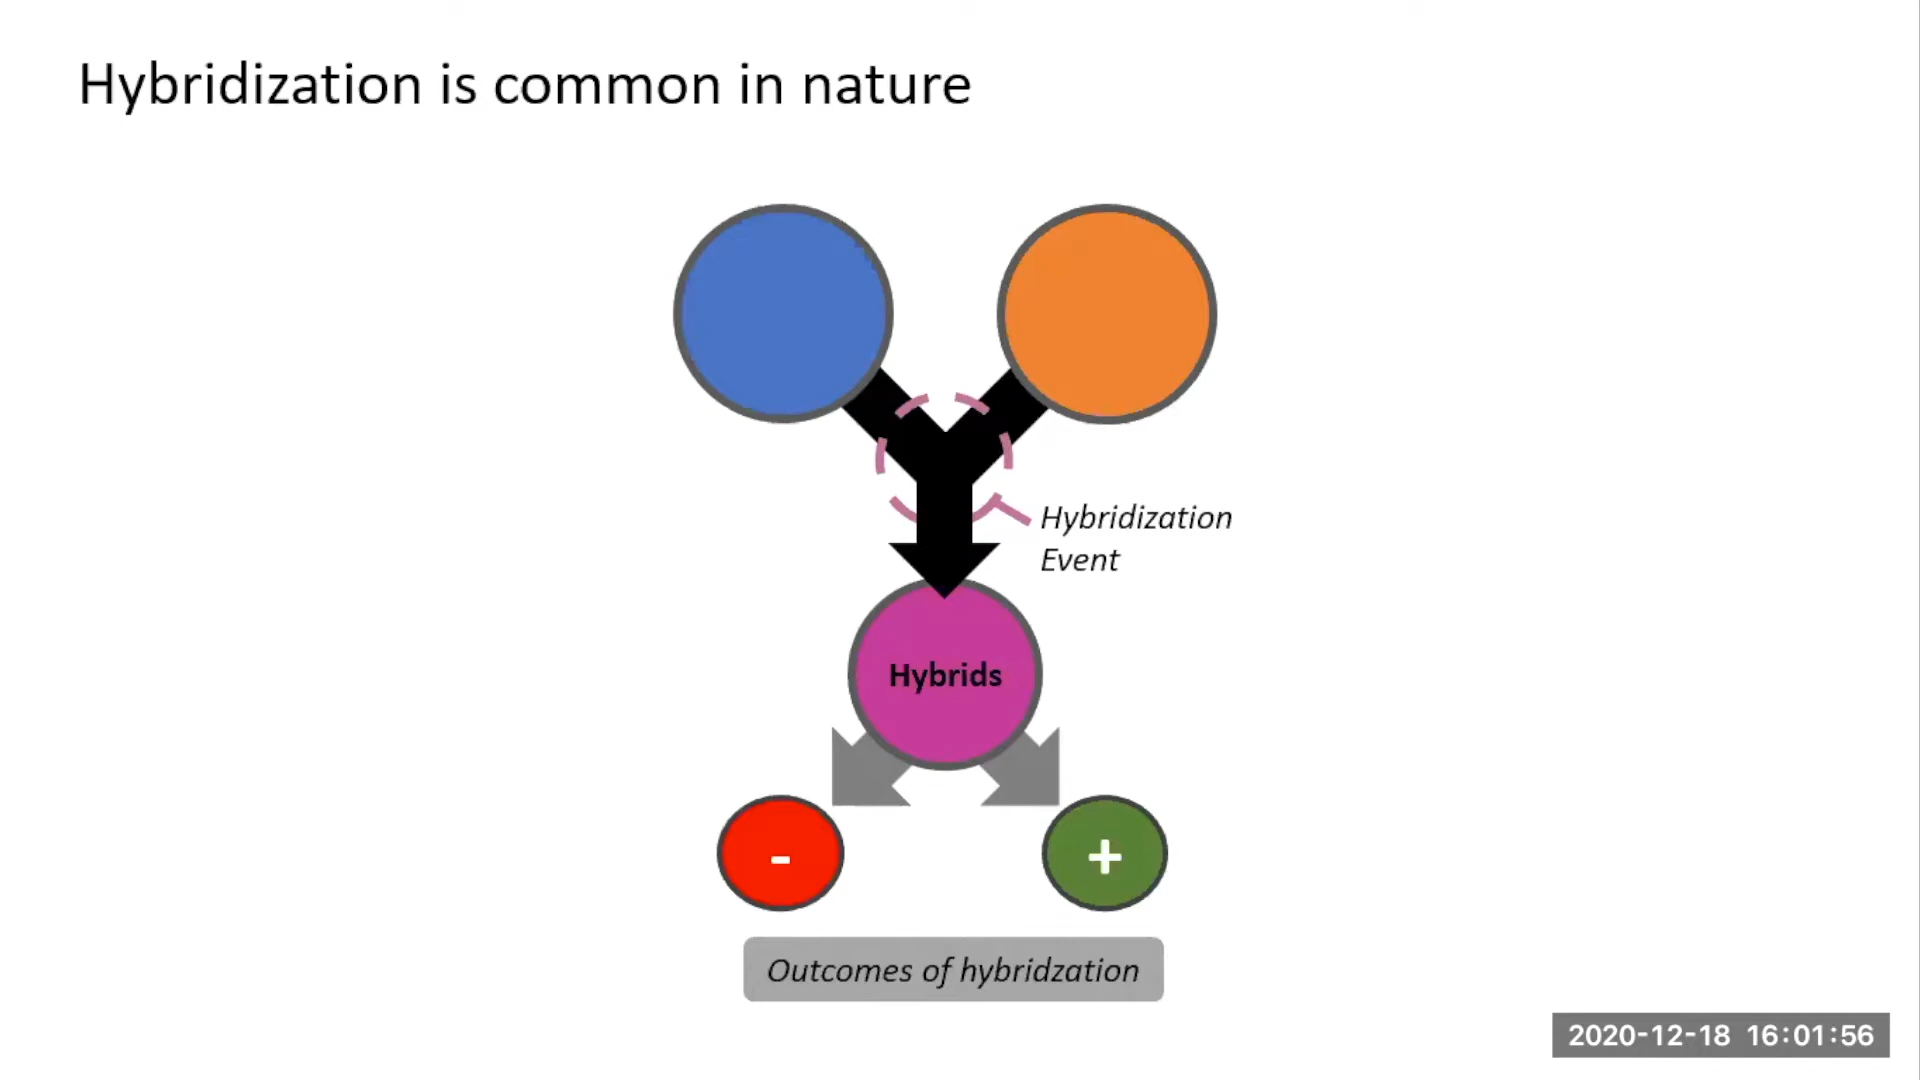 Hybridization is common in nature
Hybridization
Event
Hybrids
-
+
Outcomes of hybridzation
2020-12-18 16:01:56